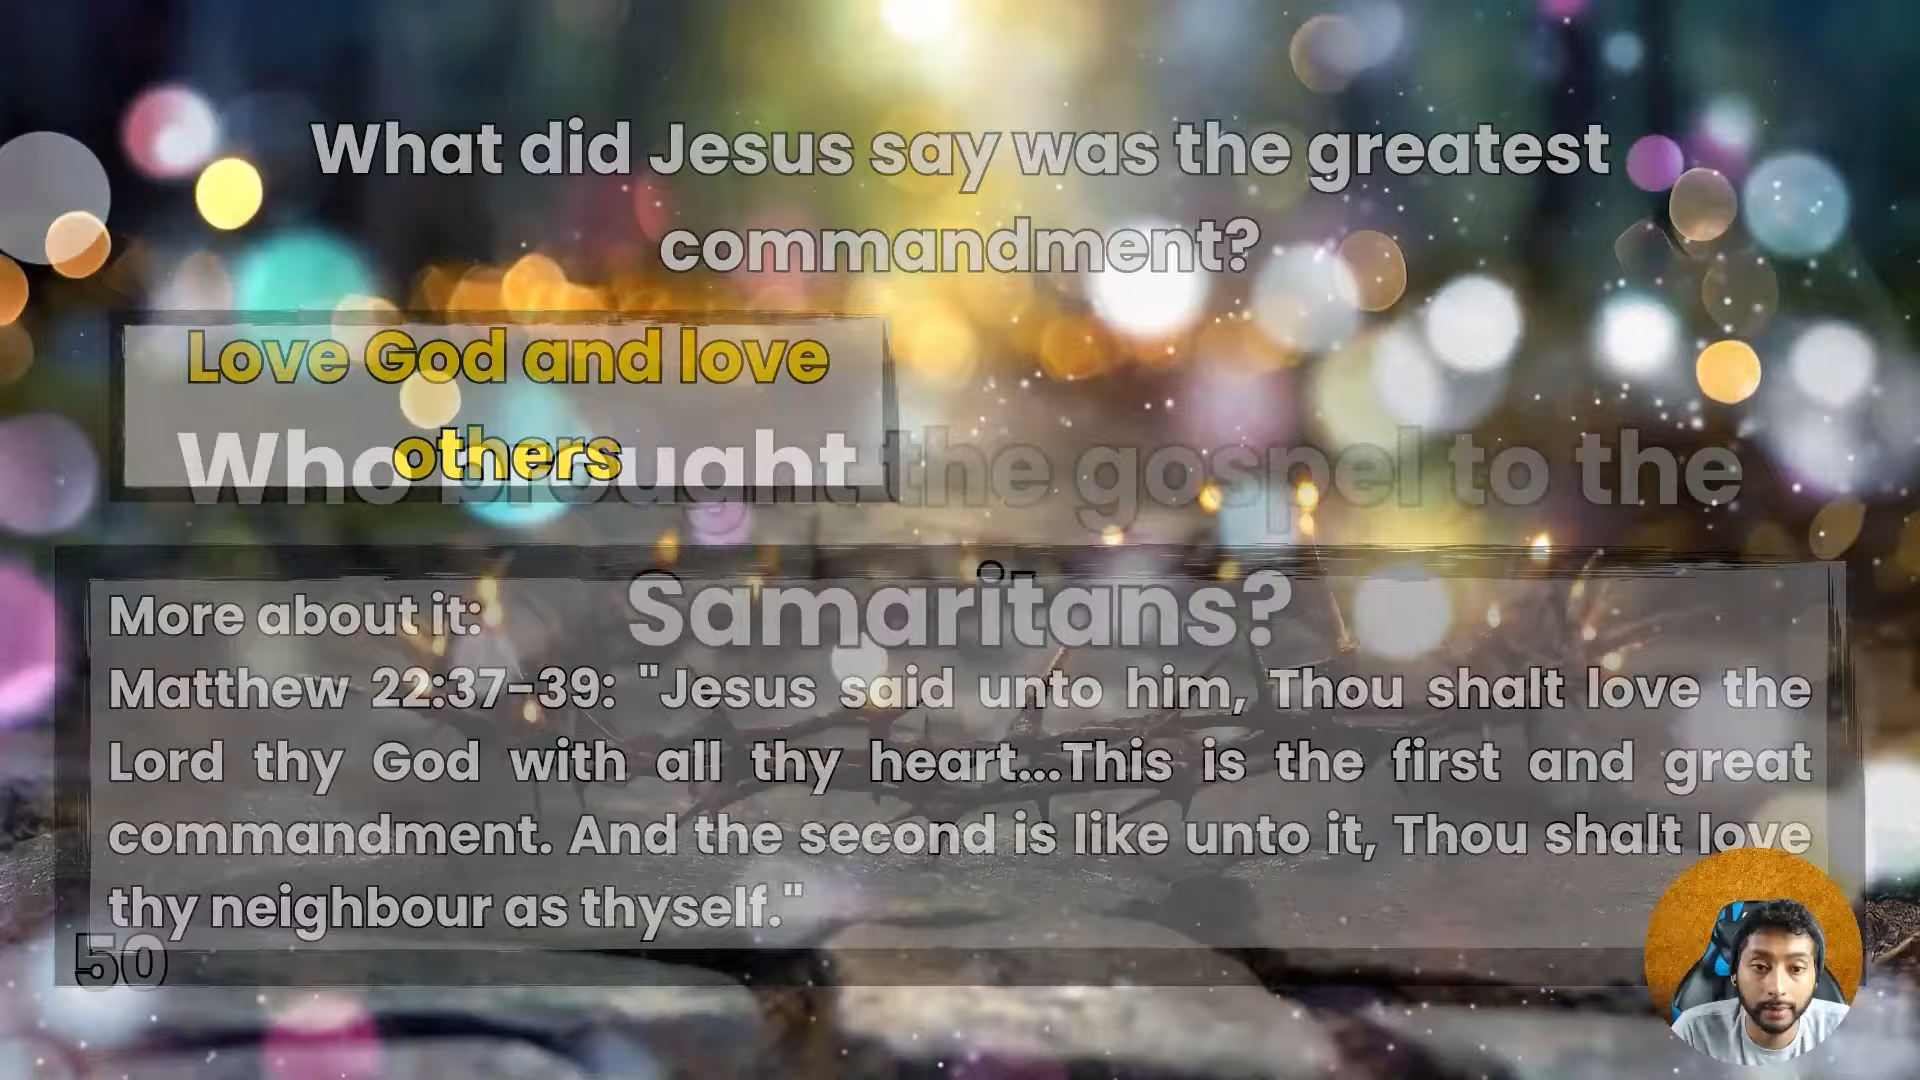 What did Jesus say was the greatest
commandment?
Love God and love
others
Who brought the gospel to the
Samaritans?
More about it:
Matthew 22:37-39: "Jesus said unto him, Thou shalt love the
Lord thy God with all thy heart...This is the first and great
commandment. And the second is like unto it, Thou shalt love
thy neighbour as thyself."
50